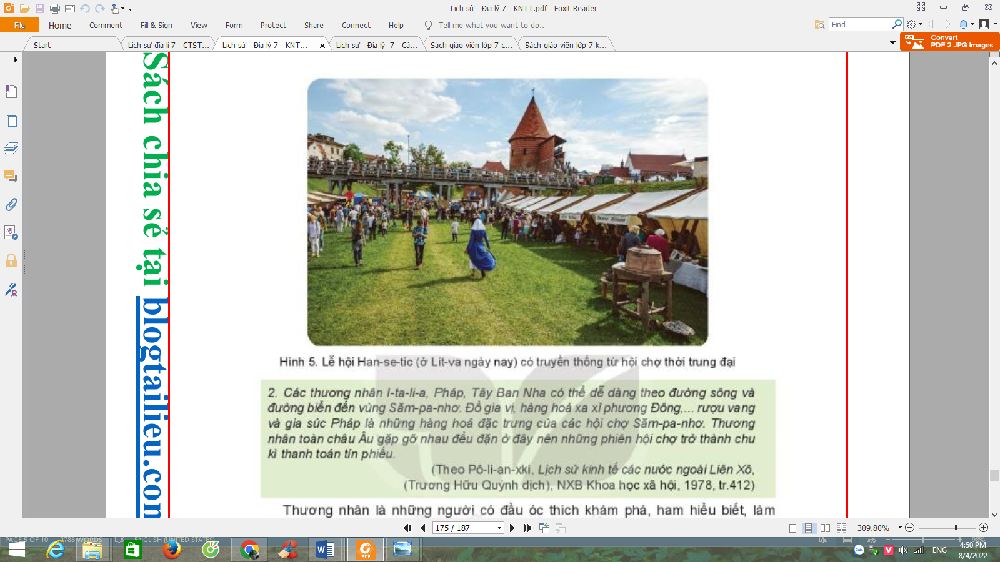 Lịch sử - Địa lý 7 - KNTT.pdf - Foxit Reader
File Home Comment Fill & Sign View Form Protect Share Connect Help Tell me what you want to do.. Find
Start Lịch sử địa lí 7 - CTST... Lịch sử - Địa lý 7 - KNT... Lịch sử - Địa lý 7 - Cá... Sách giáo viên lớp 7 c... Sách giáo viên lớp 7 k...
Convert
PDF 2 JPG Images
Sách chia sẻ tại blogtailieu.com
Hình 5. Lễ hội Han-se-tic (ở Lít-va ngày nay) có truyền thống từ hội chợ thời trung đại
2. Các thương nhân I-ta-li-a, Pháp, Tây Ban Nha có thể dễ dàng theo đường sông và
đường biển đến vùng Săm-pa-nhơ. Đồ gia vị, hàng hoá xa xỉ phương Đông,... rượu vang
và gia súc Pháp là những hàng hoá đặc trưng của các hội chợ Săm-pa-nhơ. Thương
nhân toàn châu Âu gặp gỡ nhau đều đặn ở đây nên những phiên hội chợ trở thành chu
kì thanh toán tín phiếu.
(Theo Pô-li-an-xki, Lịch sử kinh tế các nước ngoài Liên Xô,
(Trương Hữu Quýnh dịch), NXB Khoa học xã hội, 1978, tr.412)
Thương nhân là những người có đầu óc thích khám phá, ham hiểu biết, làm
175 / 187
309.80%
PAGE 5 OF 10 2788 WORDS ENGLISH (UNITED STATES) 98%
ENG
4:50 PM
8/4/2022